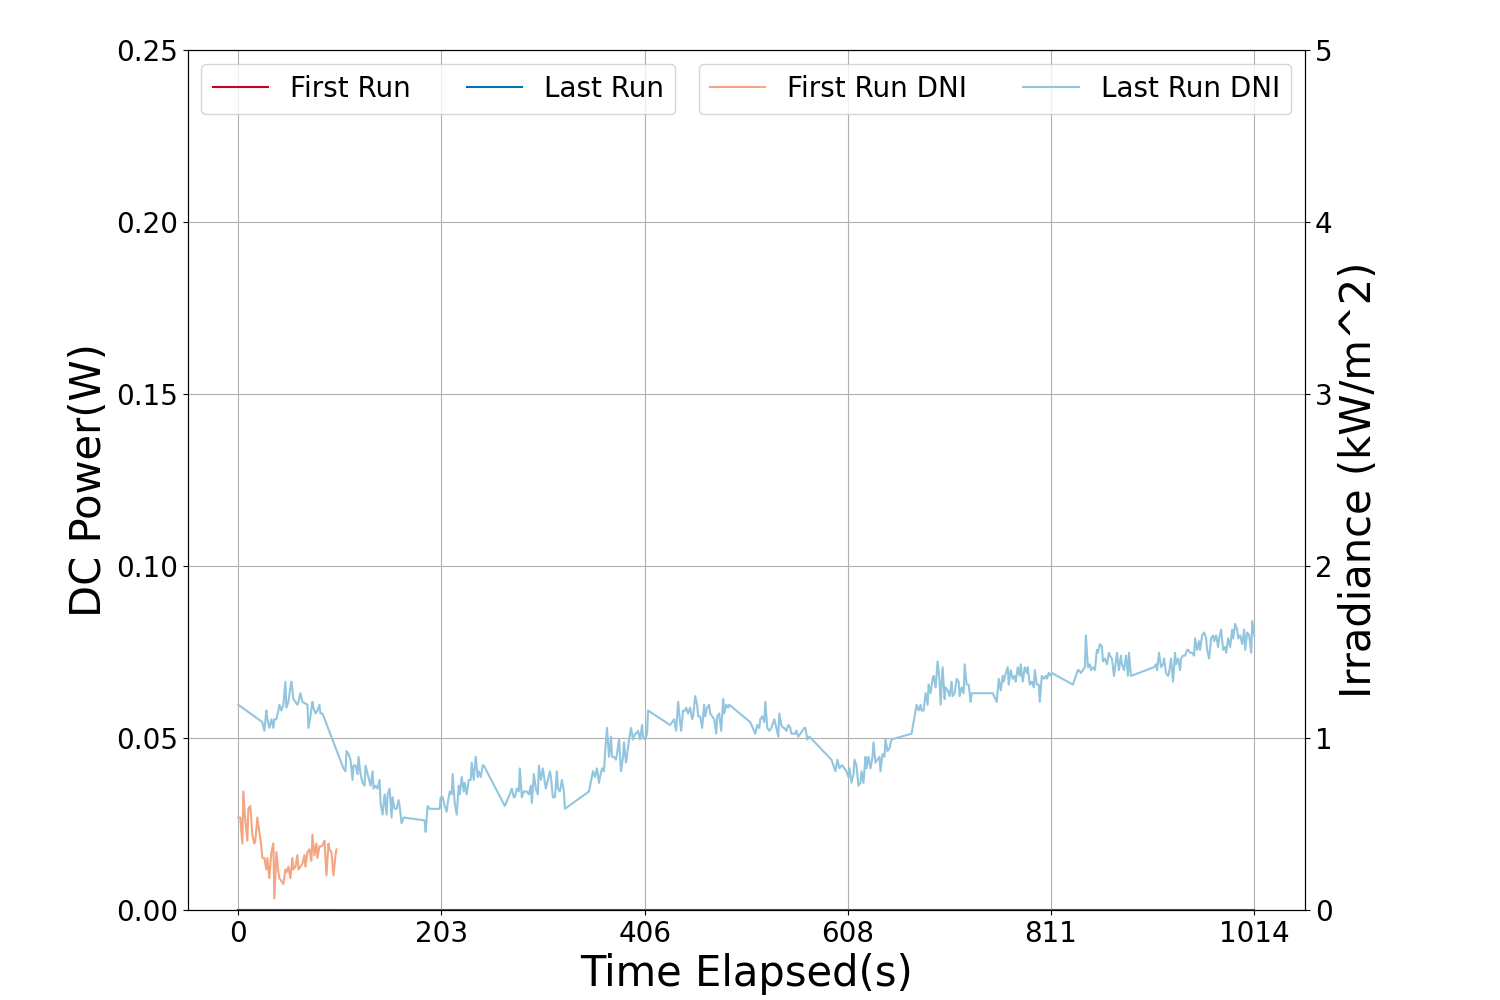 First Run
Last Run
First Run DNI
Last Run DNI
0.25
0.20
0.15
0.10
0.05
0.00
DC Power(W)
5
4
3
2
1
0
Irradiance (kW/m^2)
0 203 406 608 811 1014
Time Elapsed(s)